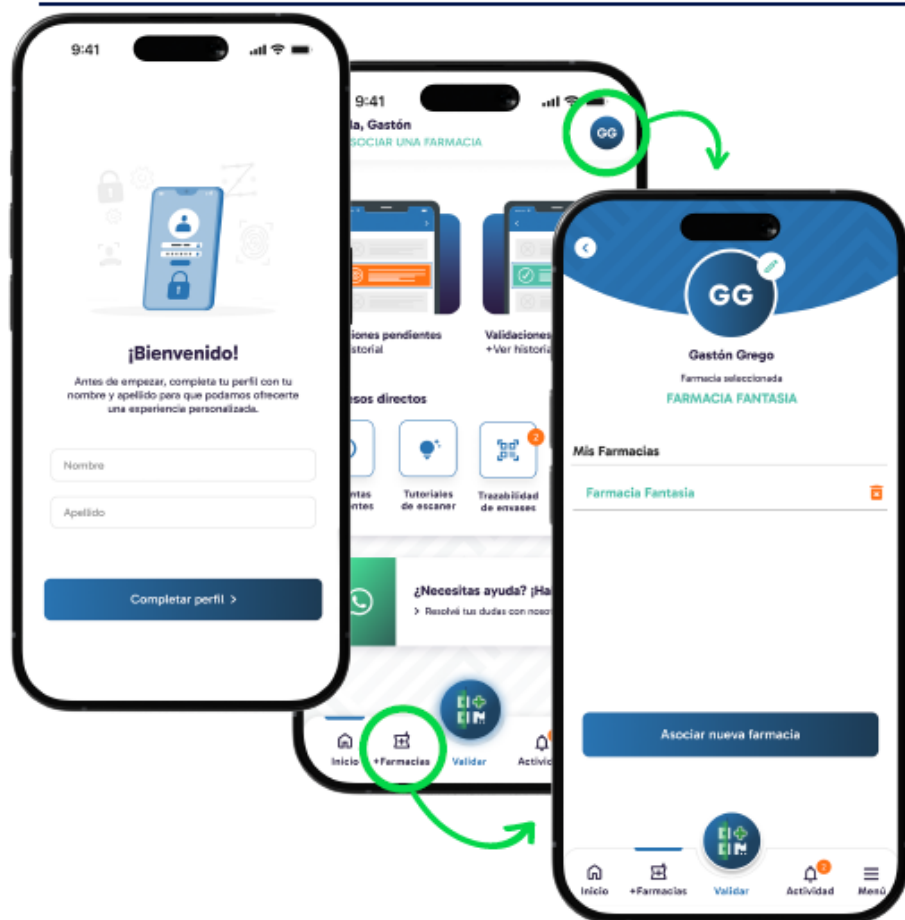 9:41
¡Bienvenido!
Antes de empezar, completa tu perfil con tu
nombre y apellido para que podamos ofrecerte
una experiencia personalizada.
Nombre
Apellido
Completar perfil >
9:41
la, Gastón
SOCIAR UNA FARMACIA
GG
iones pendientes
istorial
Validaciones
+Ver historia
esos directos
2
ntas
ntes
Tutoriales
de escaner
Trazabilidad
de envases
¿Necesitas ayuda? ¡Ha
> Resolvé tus dudas con noso
Inicio
+Farmacias
Validar
Activid
GG
Gastón Grego
Farmacia seleccionada
FARMACIA FANTASIA
Mis Farmacias
Farmacia Fantasia
Asociar nueva farmacia
Inicio
+Farmacias
Validar
Actividad
Menú